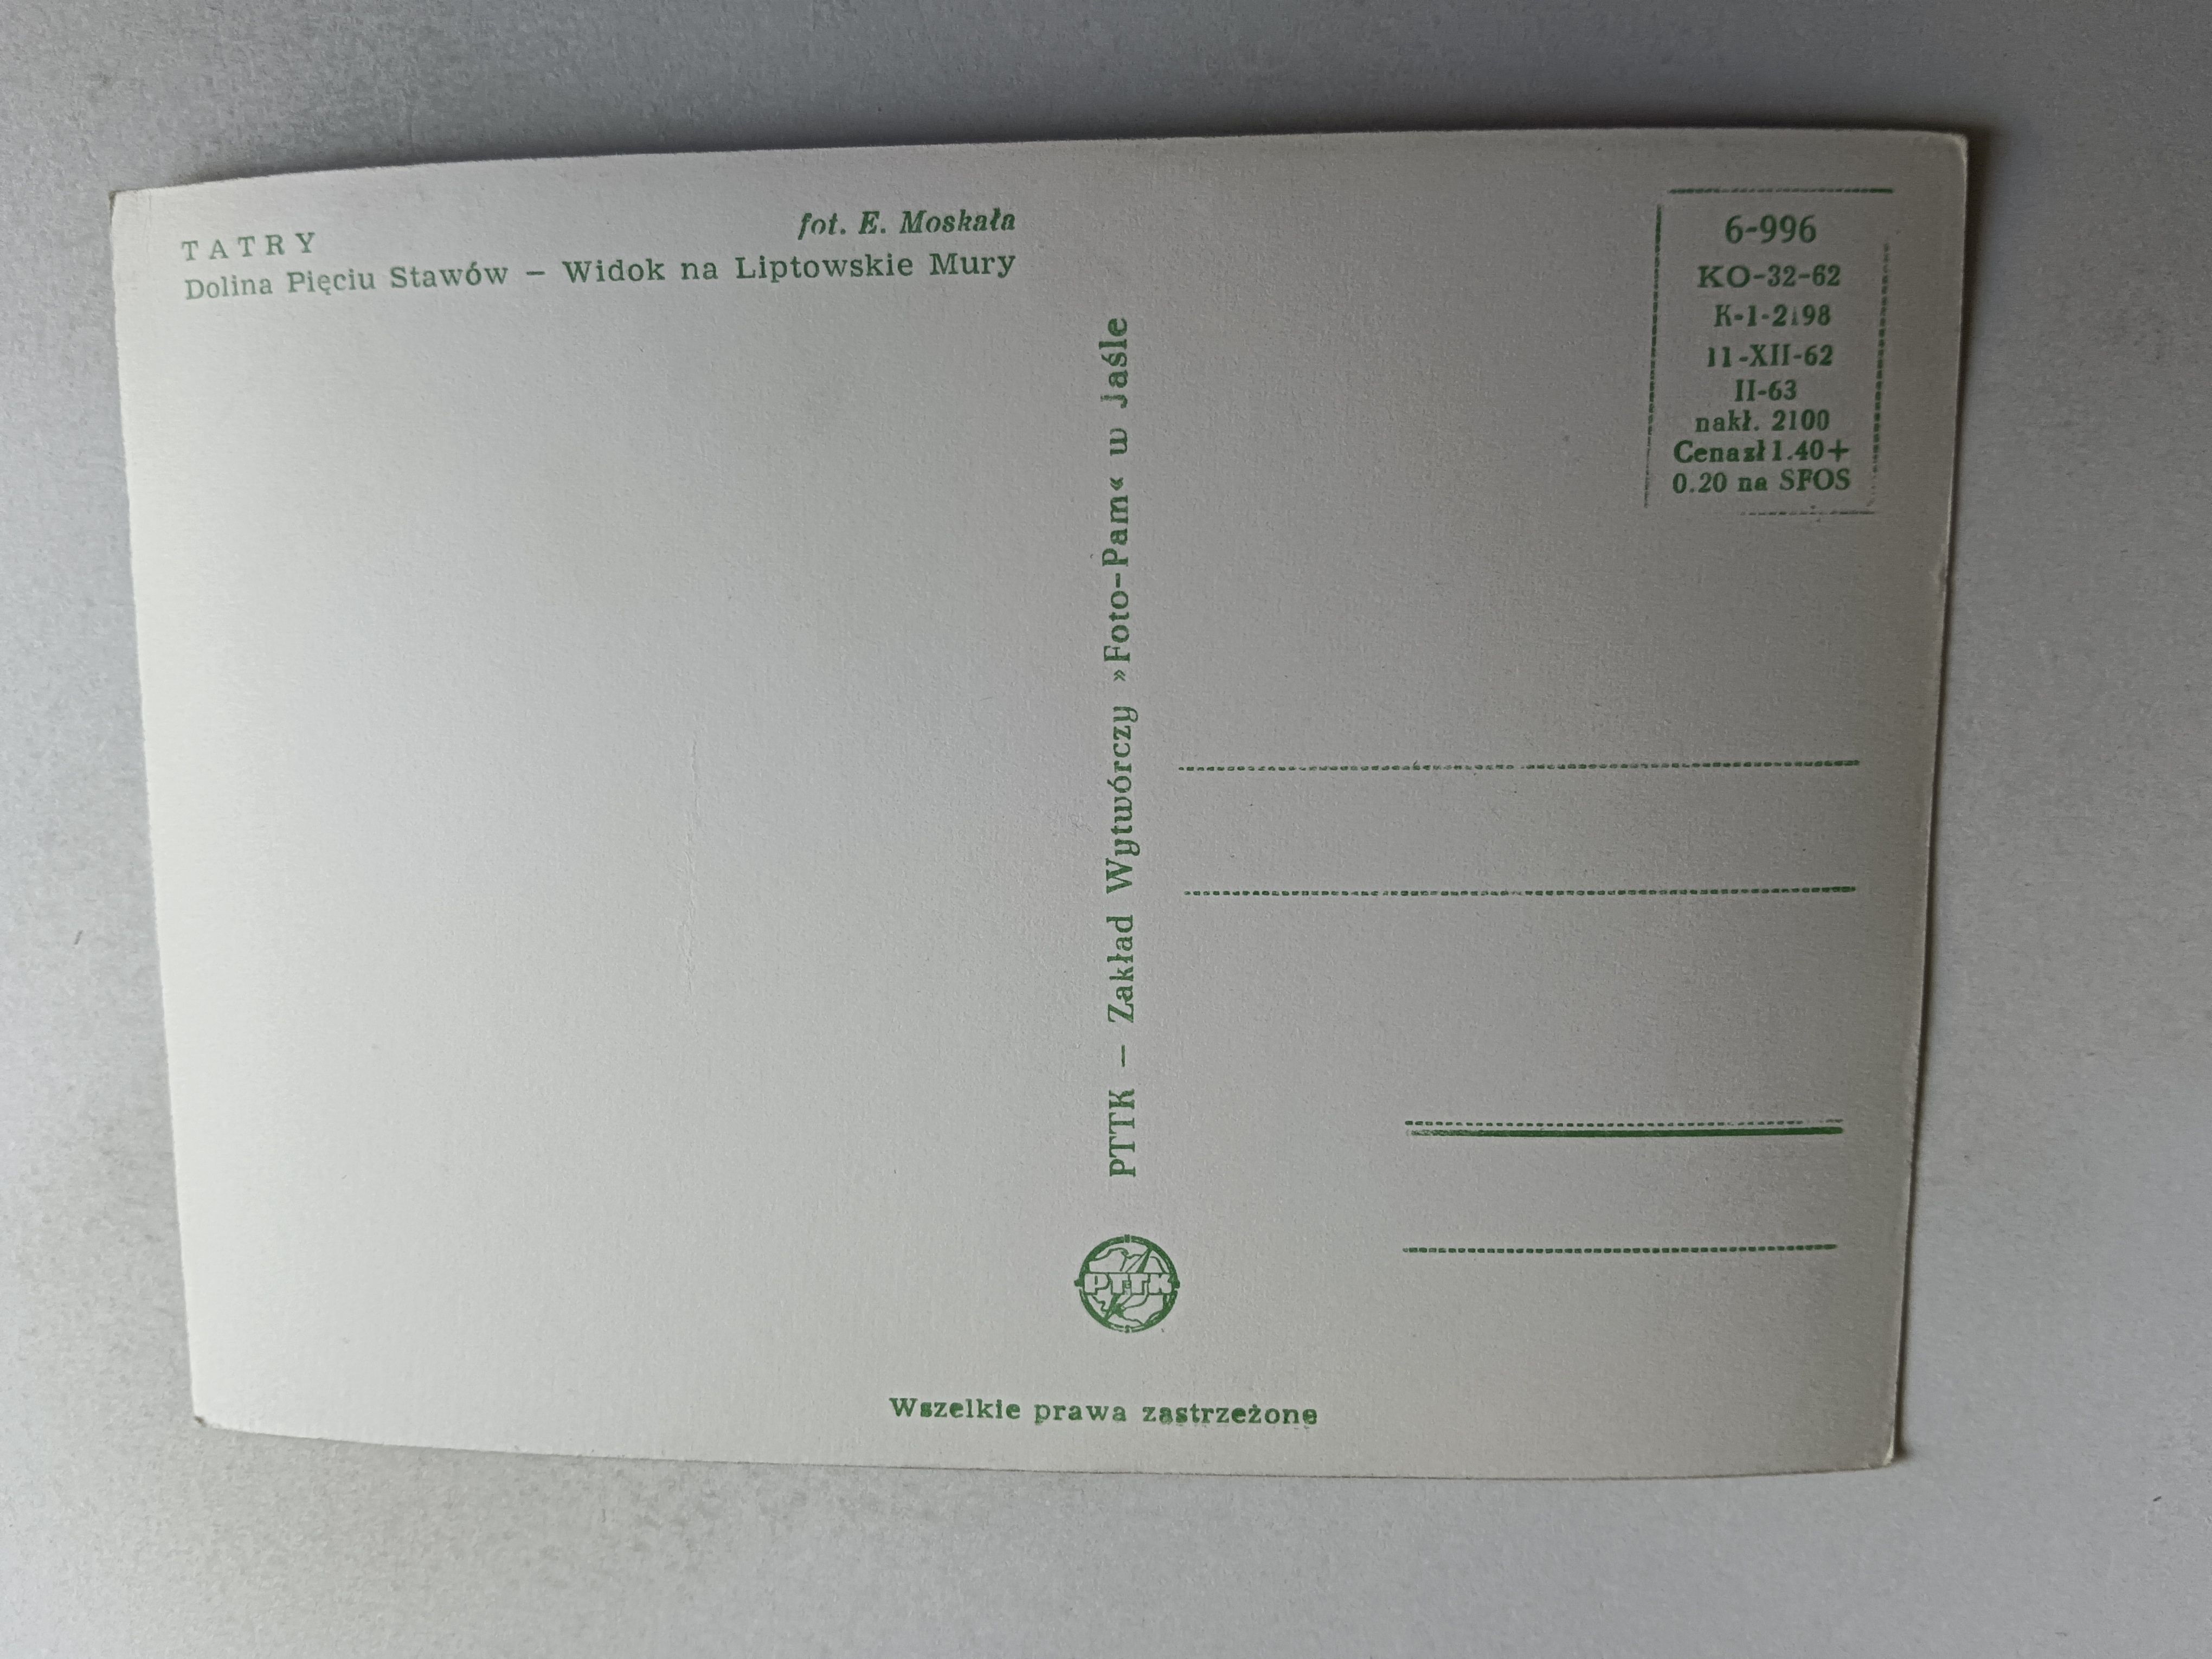 TATRY
fot. E. Moskała
Dolina Pięciu Stawów – Widok na Liptowskie Mury
6-996
KO-32-62
K-1-2198
11-XII-62
II-63
nakł. 2100
Cena zł 1.40+
0.20 na SFOS
PTTK – Zakład Wytwórczy »Foto-Pam« w Jaśle
PTTK
Wszelkie prawa zastrzeżone